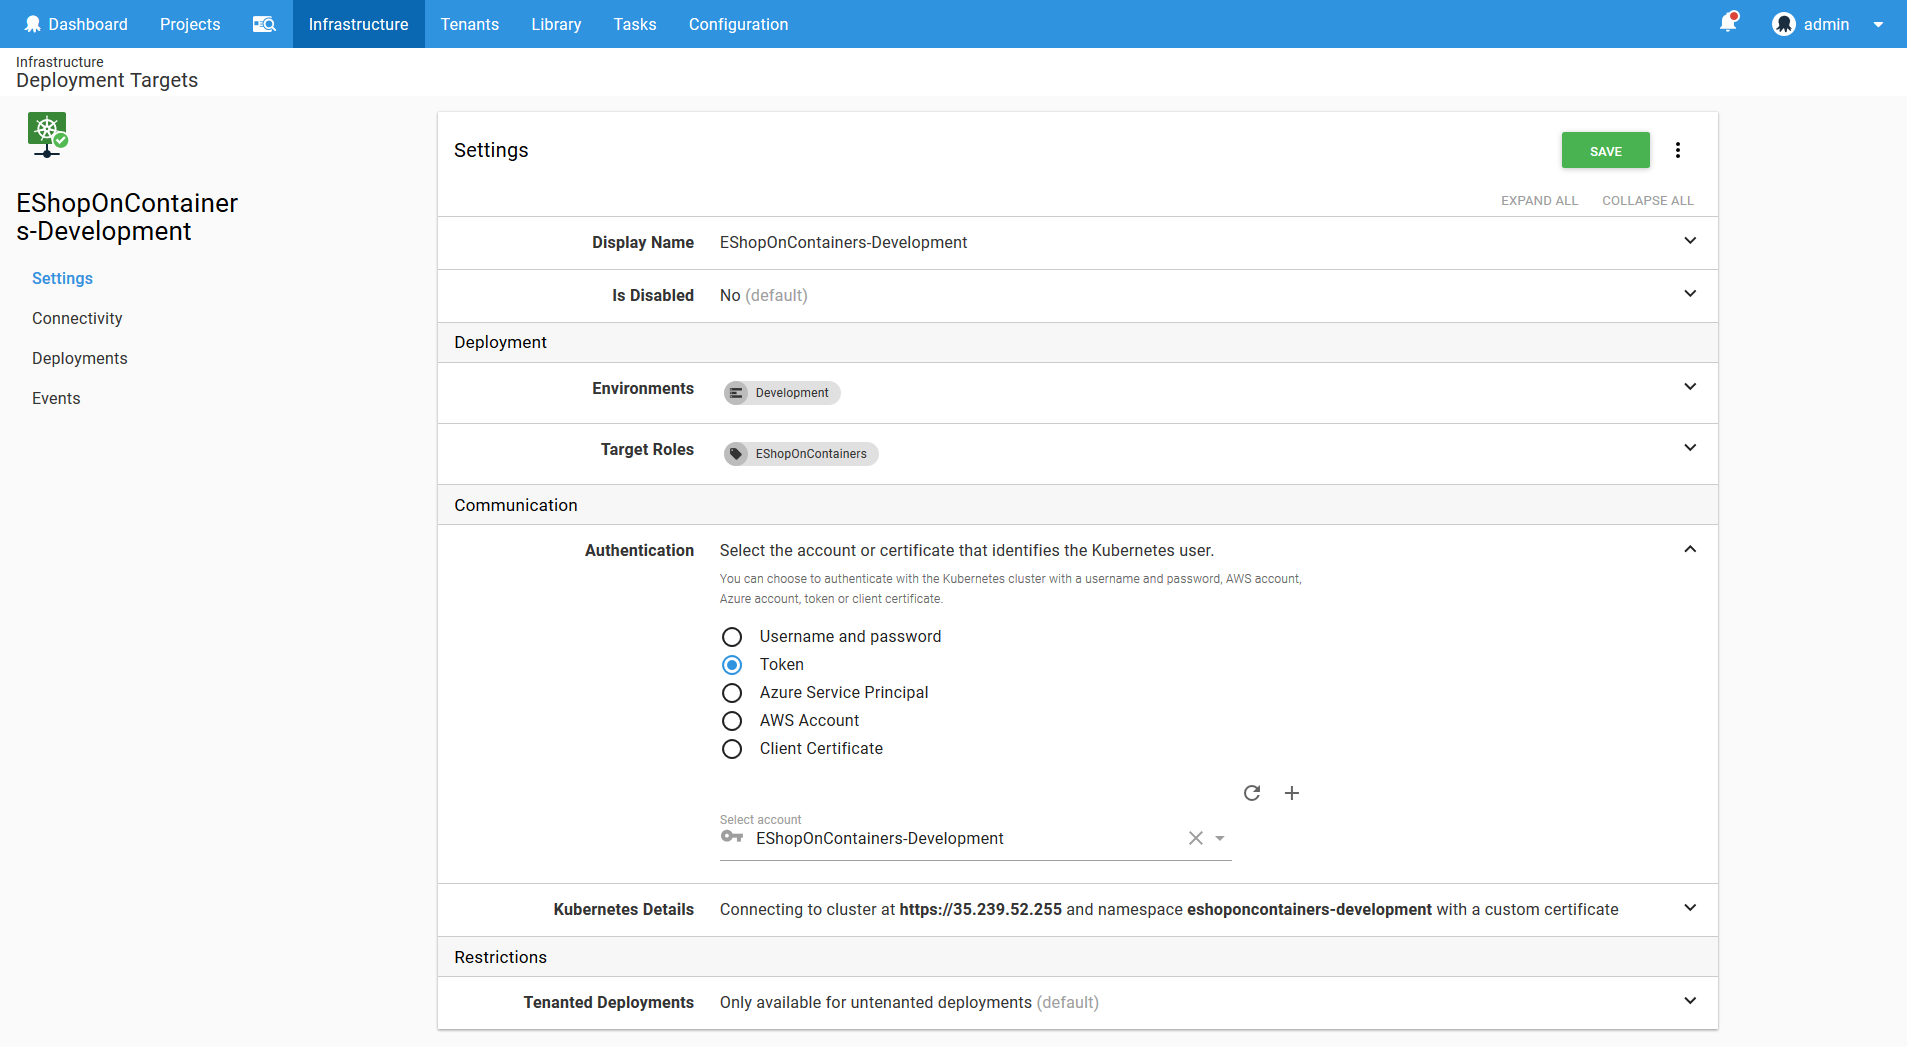 Dashboard Projects Infrastructure Tenants Library Tasks Configuration admin
Infrastructure
Deployment Targets
EShopOnContainer
s-Development
Settings
Connectivity
Deployments
Events
Settings
SAVE
EXPAND ALL COLLAPSE ALL
Display Name EShopOnContainers-Development
Is Disabled No (default)
Deployment
Environments Development
Target Roles EShopOnContainers
Communication
Authentication Select the account or certificate that identifies the Kubernetes user.
You can choose to authenticate with the Kubernetes cluster with a username and password, AWS account,
Azure account, token or client certificate.
Username and password
Token
Azure Service Principal
AWS Account
Client Certificate
Select account
EShopOnContainers-Development
Kubernetes Details Connecting to cluster at https://35.239.52.255 and namespace eshoponcontainers-development with a custom certificate
Restrictions
Tenanted Deployments Only available for untenanted deployments (default)